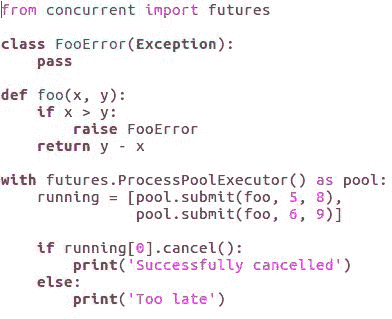 from concurrent import futures
class FooError(Exception):
    pass
def foo(x, y):
    if x > y:
        raise FooError
    return y - x
with futures.ProcessPoolExecutor() as pool:
    running = [pool.submit(foo, 5, 8),
               pool.submit(foo, 6, 9)]
    if running[0].cancel():
        print('Successfully cancelled')
    else:
        print('Too late')